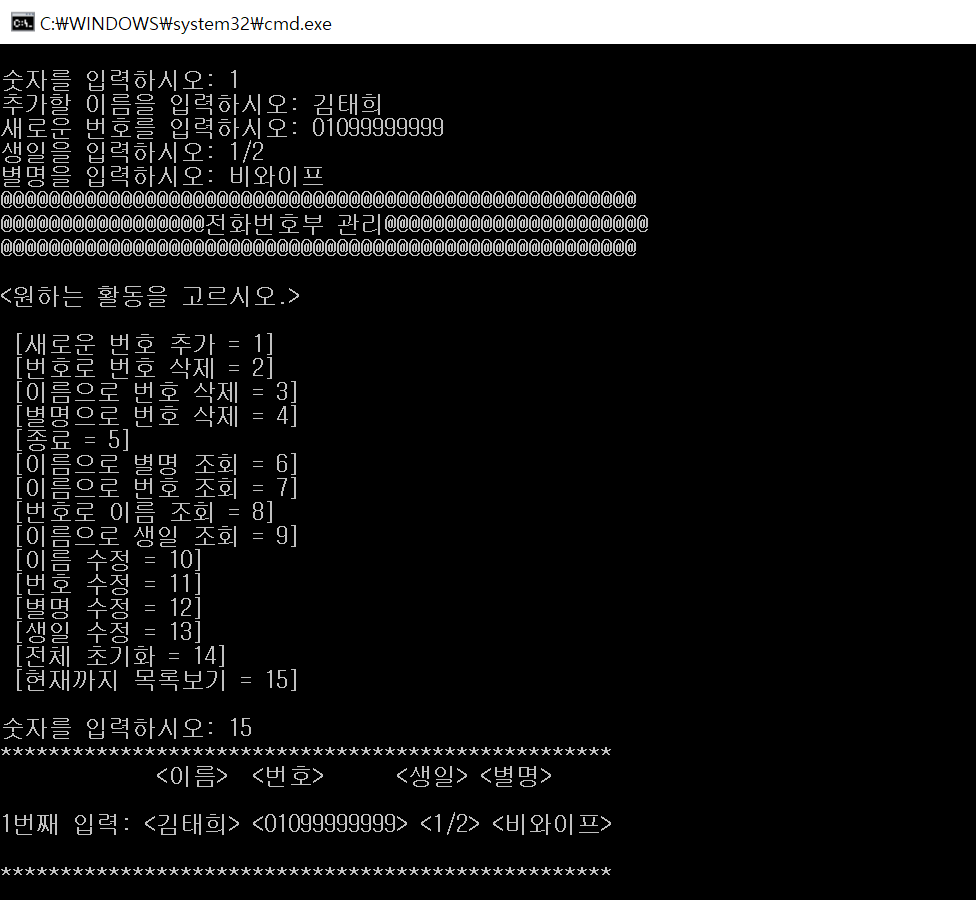 C:₩WINDOWS₩system32₩cmd.exe
숫자를 입력하시오: 1
추가할 이름을 입력하시오: 김태희
새로운 번호를 입력하시오: 01099999999
생일을 입력하시오: 1/2
별명을 입력하시오: 비와이프
@@@@@@@@@@@@@@@@@@@@@@@@@@@@@@@@@@@@@@@@@@@@@@@@@@@@@
@@@@@@@@@@@@@@@@@전화번호부 관리@@@@@@@@@@@@@@@@@@@@@@
@@@@@@@@@@@@@@@@@@@@@@@@@@@@@@@@@@@@@@@@@@@@@@@@@@@@@
<원하는 활동을 고르시오.>
[새로운 번호 추가 = 1]
[번호로 번호 삭제 = 2]
[이름으로 번호 삭제 = 3]
[별명으로 번호 삭제 = 4]
[종료 = 5]
[이름으로 별명 조회 = 6]
[이름으로 번호 조회 = 7]
[번호로 이름 조회 = 8]
[이름으로 생일 조회 = 9]
[이름 수정 = 10]
[번호 수정 = 11]
[별명 수정 = 12]
[생일 수정 = 13]
[전체 초기화 = 14]
[현재까지 목록보기 = 15]
숫자를 입력하시오: 15
***************************************************
<이름> <번호> <생일> <별명>
1번째 입력: <김태희> <01099999999> <1/2> <비와이프>
***************************************************